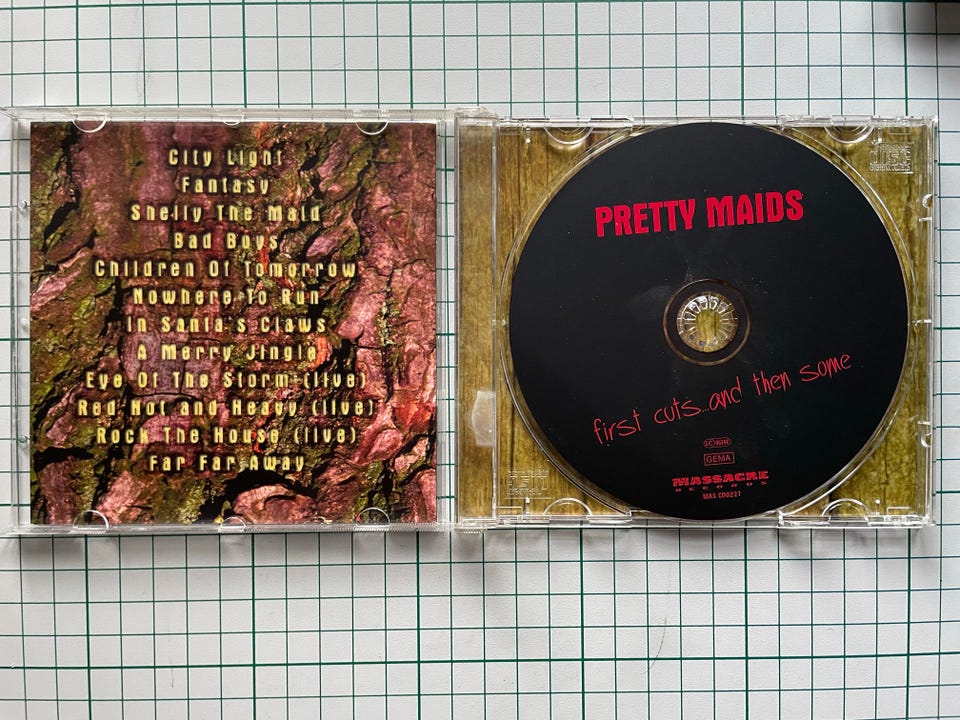 City Light
Fantasy
Shelly The Maid
Bad Boys
Children Of Tomorrow
Nowhere To Run
In Santa's Claws
A Merry Jingle
Eye Of The Storm (live)
Red Hot and Heavy (live)
Rock The House (live)
Far Far Away
PRETTY MAIDS
first cuts...and then some
GEMA
MASSACRE
RECORDS
MAS CD0227